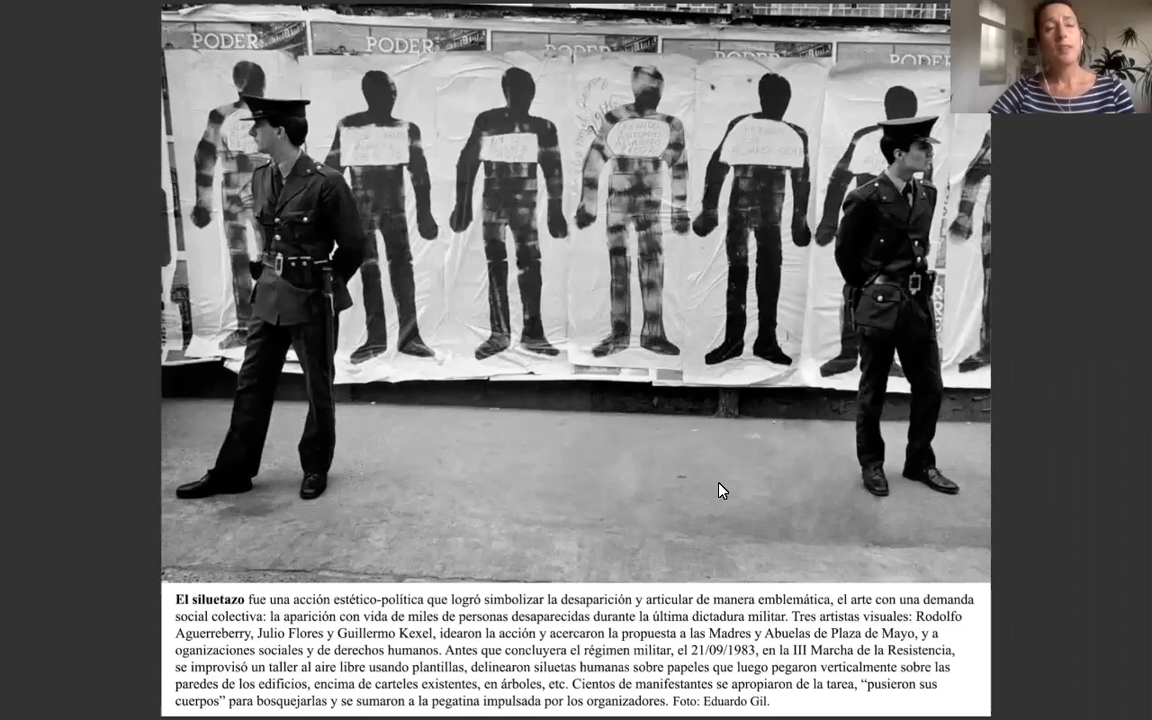 PODER
PODER
PODER
PODER
El siluetazo fue una acción estético-política que logró simbolizar la desaparición y articular de manera emblemática, el arte con una demanda
social colectiva: la aparición con vida de miles de personas desaparecidas durante la última dictadura militar. Tres artistas visuales: Rodolfo
Aguerreberry, Julio Flores y Guillermo Kexel, idearon la acción y acercaron la propuesta a las Madres y Abuelas de Plaza de Mayo, y a
oganizaciones sociales y de derechos humanos. Antes que concluyera el régimen militar, el 21/09/1983, en la III Marcha de la Resistencia,
se improvisó un taller al aire libre usando plantillas, delinearon siluetas humanas sobre papeles que luego pegaron verticalmente sobre las
paredes de los edificios, encima de carteles existentes, en árboles, etc. Cientos de manifestantes se apropiaron de la tarea, “pusieron sus
cuerpos” para bosquejarlas y se sumaron a la pegatina impulsada por los organizadores. Foto: Eduardo Gil.